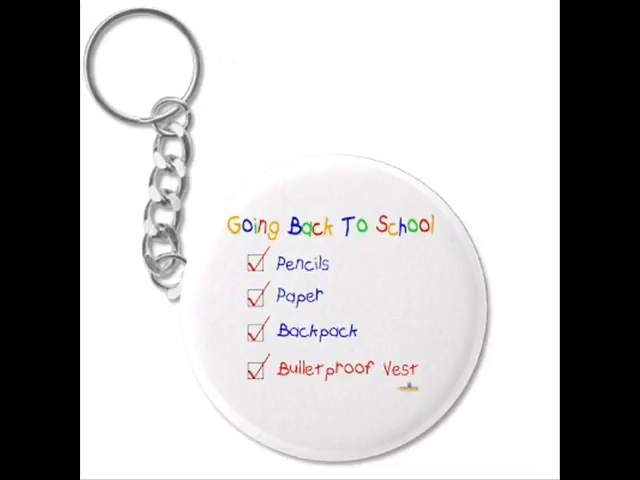 Going Back To School
Pencils
Paper
Backpack
Bulletproof Vest